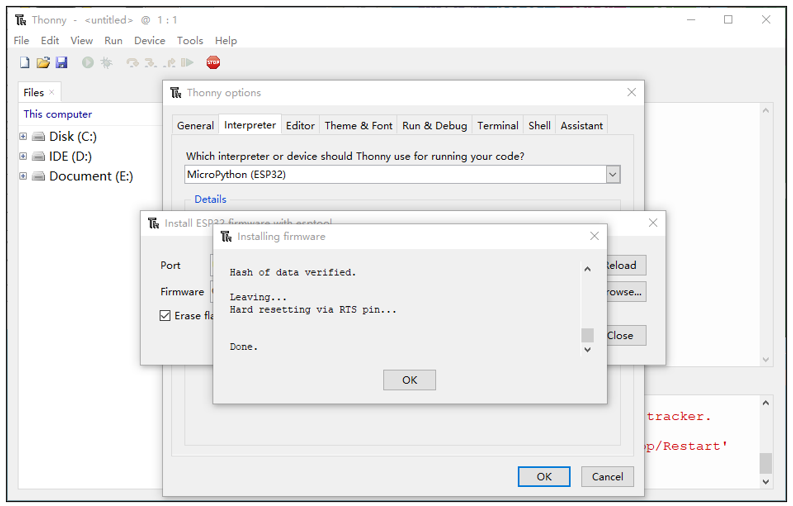 Thonny - <untitled> @ 1 : 1
File Edit View Run Device Tools Help
STOP
Files
This computer
Disk (C:)
IDE (D:)
Document (E:)
Thonny options
General Interpreter Editor Theme & Font Run & Debug Terminal Shell Assistant
Which interpreter or device should Thonny use for running your code?
MicroPython (ESP32)
Details
Install ESP32 firmware with esptool
Installing firmware
Port
Reload
Firmware
Erase
Close
Hash of data verified.
Leaving...
Hard resetting via RTS pin...
Done.
OK
tracker.
/Restart'
OK Cancel